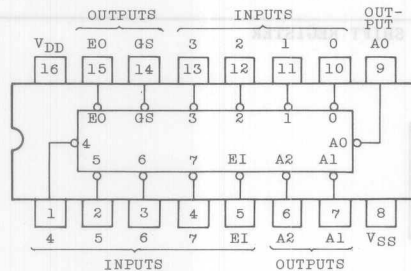 OUTPUTS INPUTS OUT-
PUT
VDD EO GS 3 2 1 0 A0
16 15 14 13 12 11 10 9
EO GS 3 2 1 0
4 A0
5 6 7 EI A2 A1
1 2 3 4 5 6 7 8
4 5 6 7 EI A2 A1 VSS
INPUTS OUTPUTS
SHIFT REGISTER